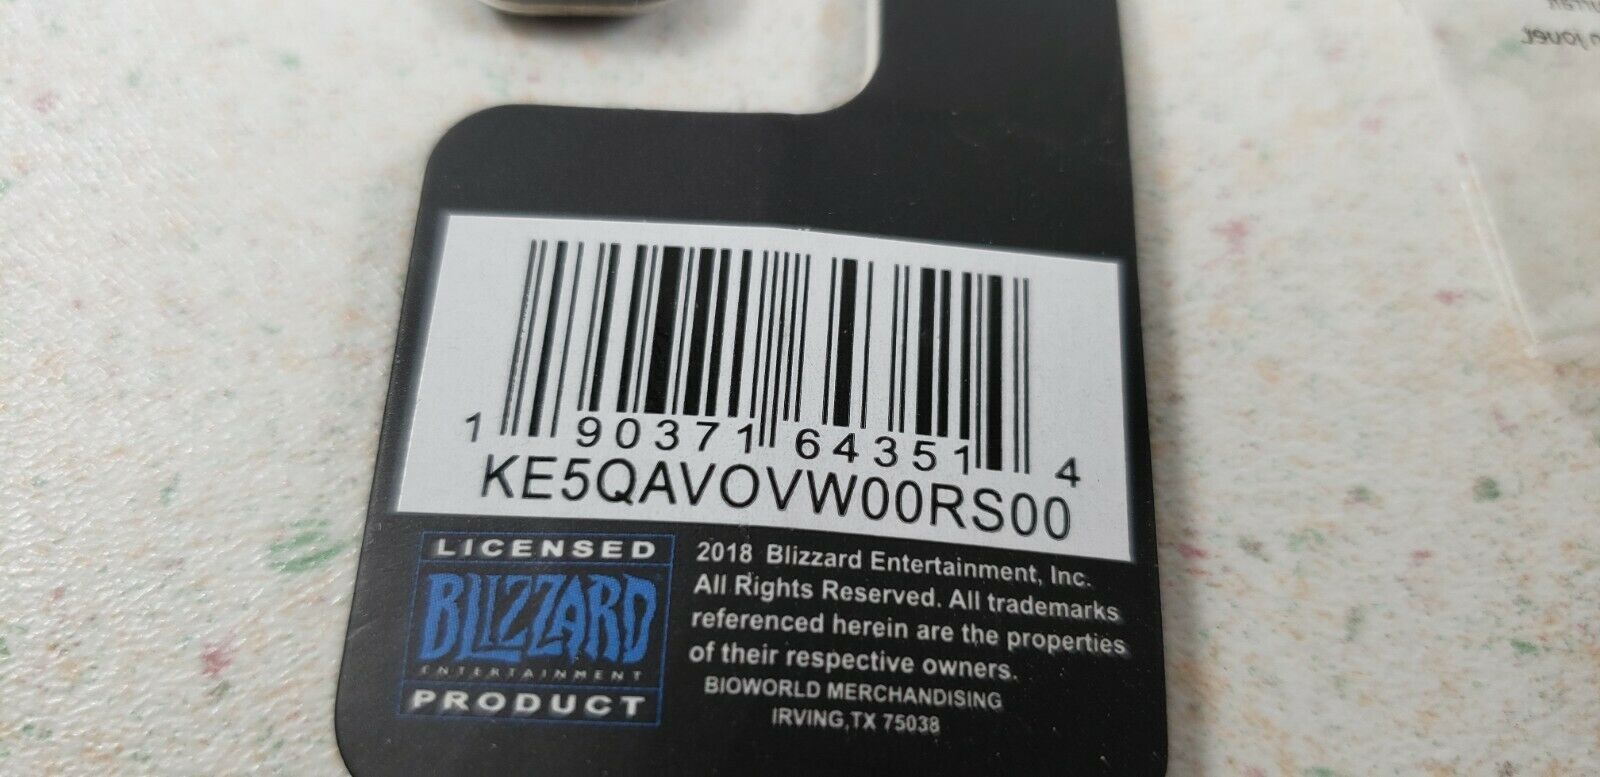 n jouet.
1 90371 64351 4
KE5QAVOVW00RS00
LICENSED
BLIZZARD
ENTERTAINMENT
PRODUCT
2018 Blizzard Entertainment, Inc.
All Rights Reserved. All trademarks
referenced herein are the properties
of their respective owners.
BIOWORLD MERCHANDISING
IRVING,TX 75038